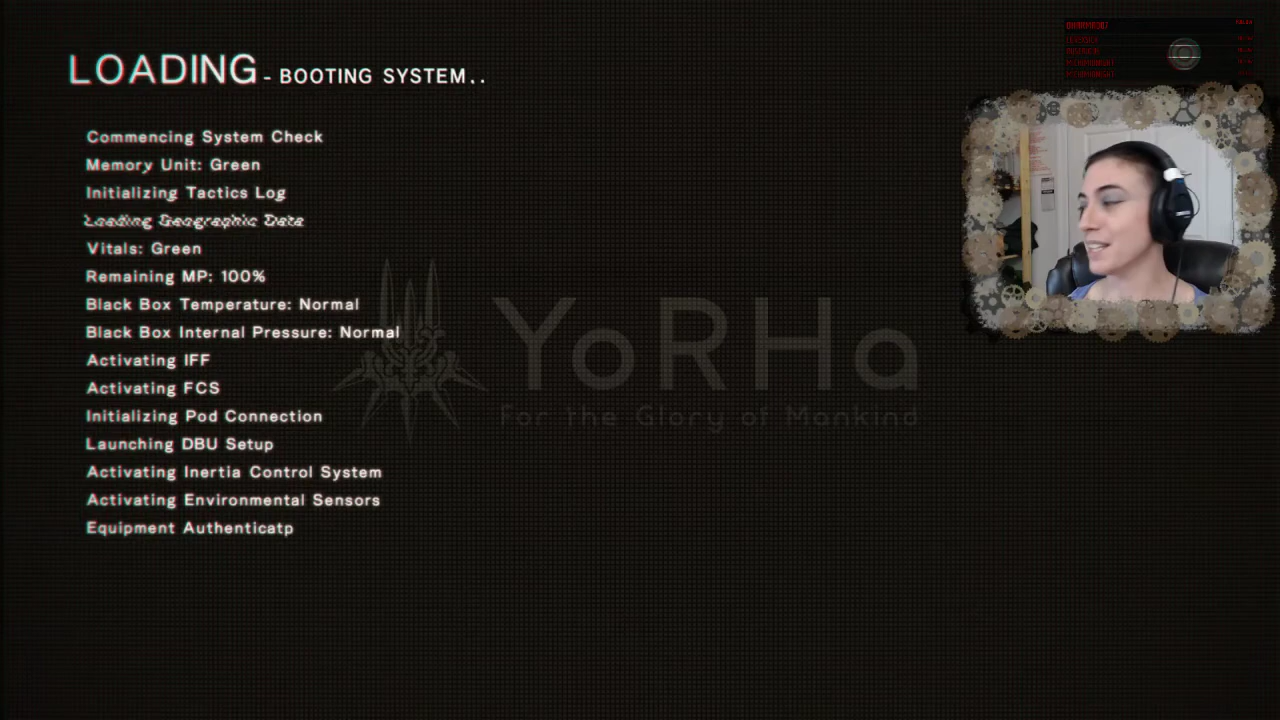 LOADING - BOOTING SYSTEM..
Commencing System Check
Memory Unit: Green
Initializing Tactics Log
Loading Geographic Data
Vitals: Green
Remaining MP: 100%
Black Box Temperature: Normal
Black Box Internal Pressure: Normal
Activating IFF
Activating FCS
Initializing Pod Connection
Launching DBU Setup
Activating Inertia Control System
Activating Environmental Sensors
Equipment Authenticatp
YoRHa
For the Glory of Mankind